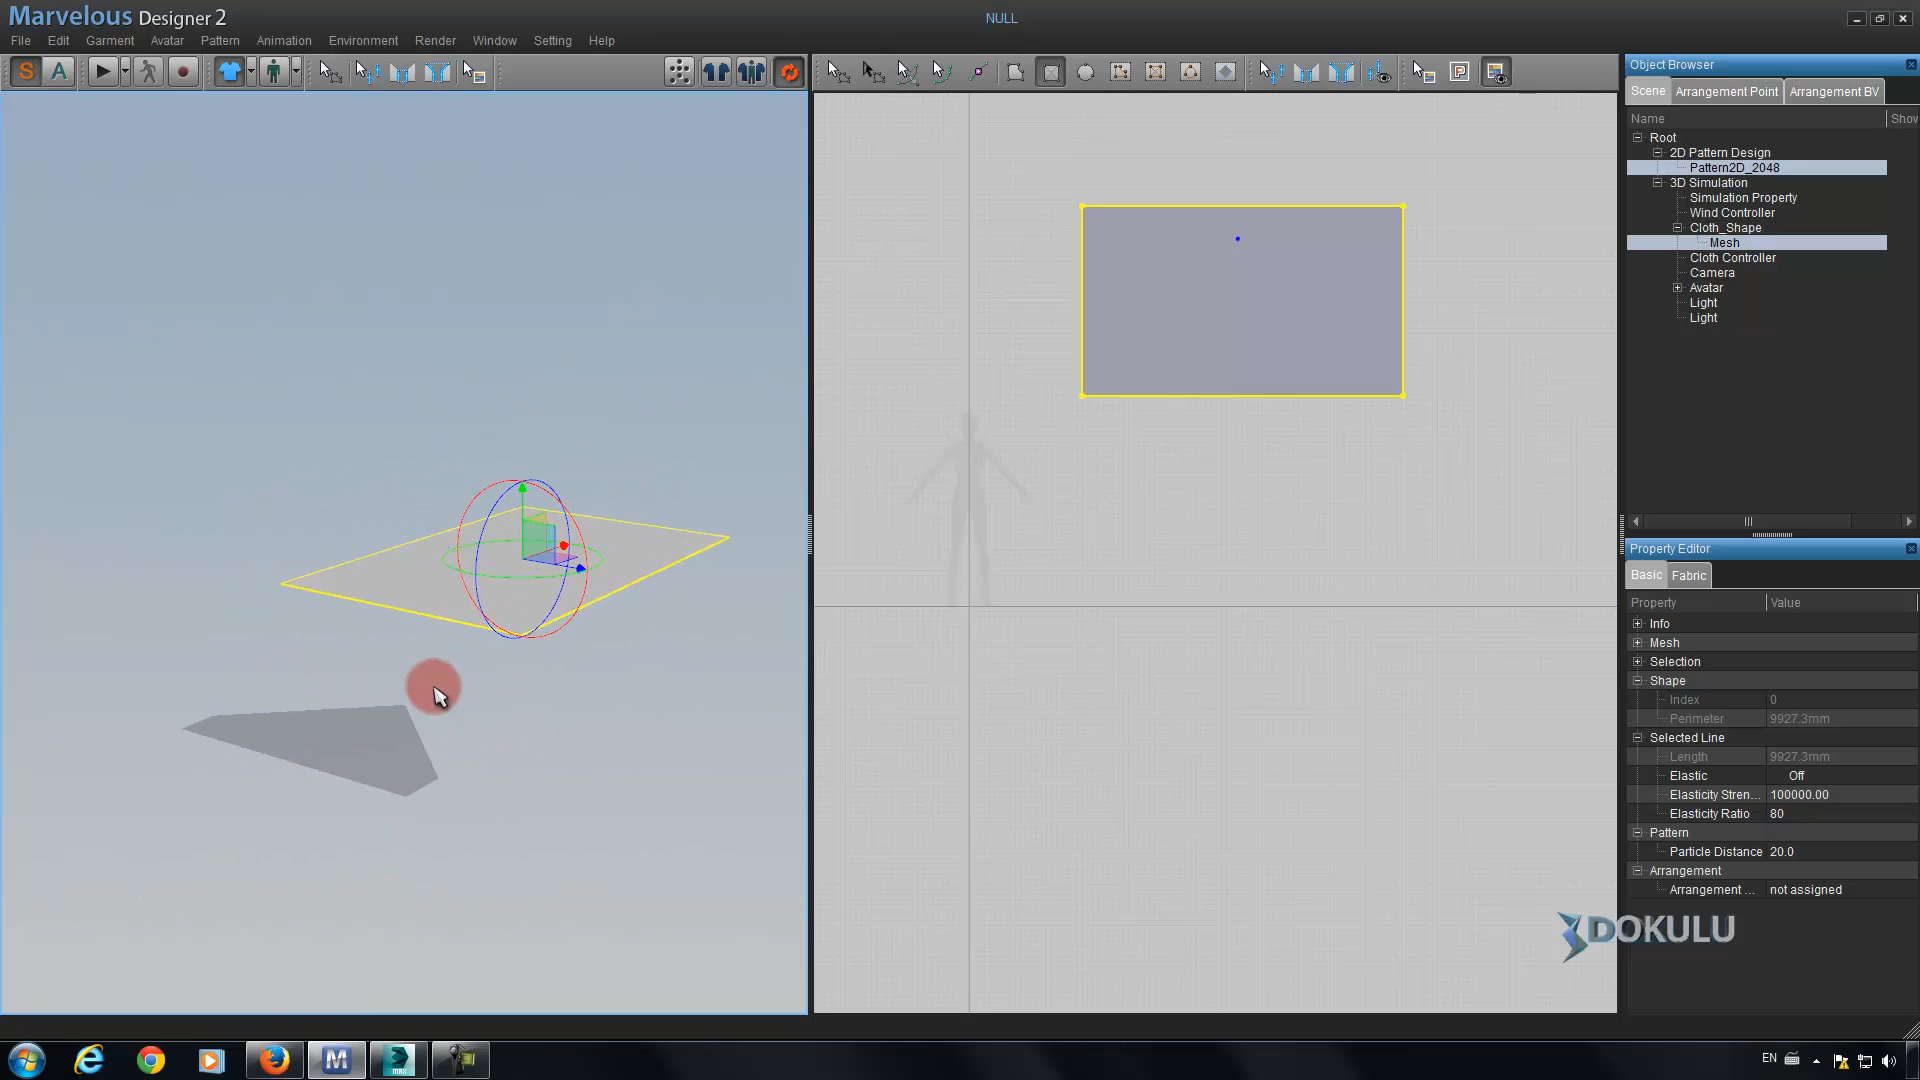 Marvelous Designer 2
NULL
File Edit Garment Avatar Pattern Animation Environment Render Window Setting Help
S A
P
Object Browser
Scene Arrangement Point Arrangement BV
Name Show
Root
2D Pattern Design
Pattern2D_2048
3D Simulation
Simulation Property
Wind Controller
Cloth_Shape
Mesh
Cloth Controller
Camera
Avatar
Light
Light
Property Editor
Basic Fabric
Property Value
Info
Mesh
Selection
Shape
Index 0
Perimeter 9927.3mm
Selected Line
Length 9927.3mm
Elastic Off
Elasticity Stren... 100000.00
Elasticity Ratio 80
Pattern
Particle Distance 20.0
Arrangement
Arrangement ... not assigned
3DOKULU
M
MAX
EN